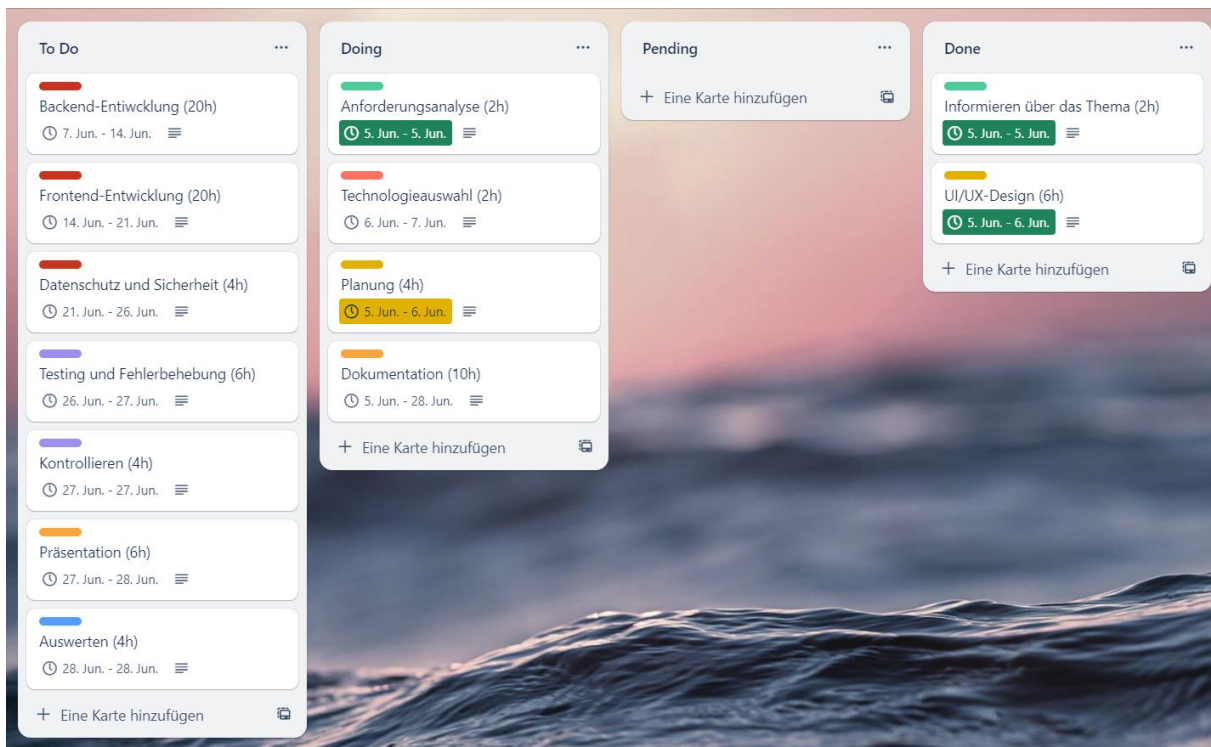 To Do
Backend-Entiwcklung (20h)
7. Jun. - 14. Jun.
Frontend-Entwicklung (20h)
14. Jun. - 21. Jun.
Datenschutz und Sicherheit (4h)
21. Jun. - 26. Jun.
Testing und Fehlerbehebung (6h)
26. Jun. - 27. Jun.
Kontrollieren (4h)
27. Jun. - 27. Jun.
Präsentation (6h)
27. Jun. - 28. Jun.
Auswerten (4h)
28. Jun. - 28. Jun.
+ Eine Karte hinzufügen
Doing
Anforderungsanalyse (2h)
5. Jun. - 5. Jun.
Technologieauswahl (2h)
6. Jun. - 7. Jun.
Planung (4h)
5. Jun. - 6. Jun.
Dokumentation (10h)
5. Jun. - 28. Jun.
+ Eine Karte hinzufügen
Pending
+ Eine Karte hinzufügen
Done
Informieren über das Thema (2h)
5. Jun. - 5. Jun.
UI/UX-Design (6h)
5. Jun. - 6. Jun.
+ Eine Karte hinzufügen